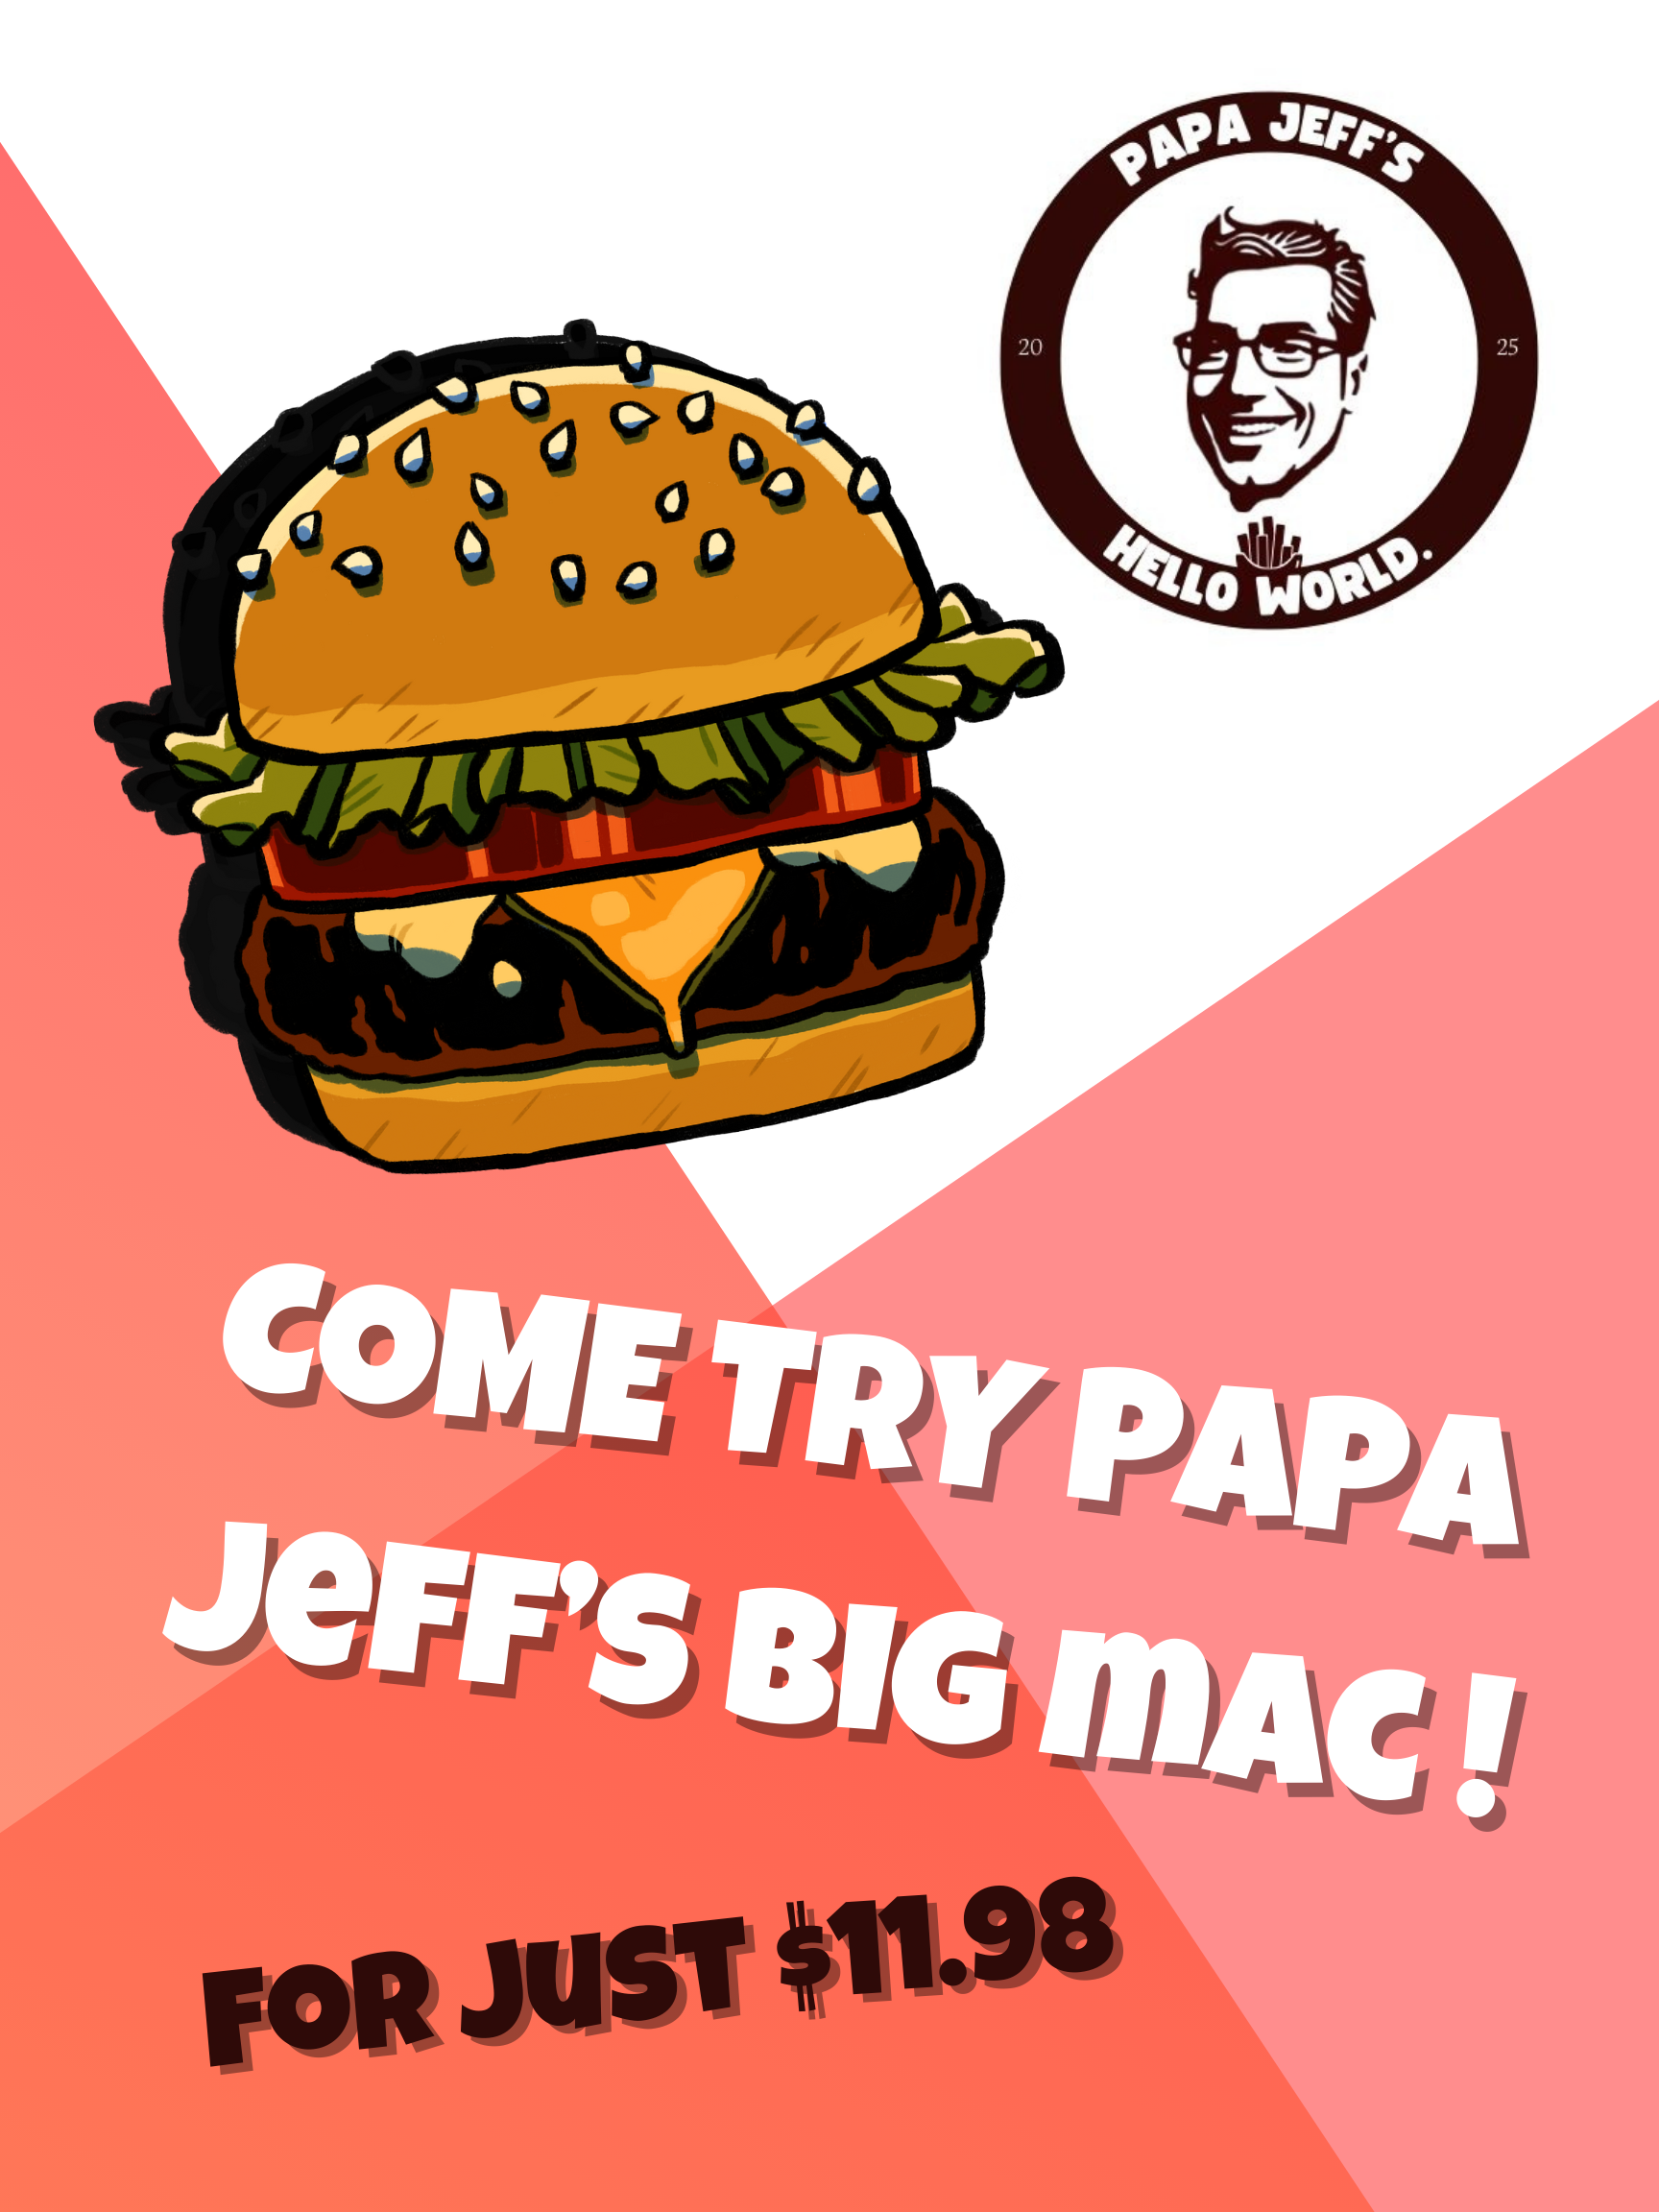 PAPA JEFF'S
20 25
HELLO WORLD.
COME TRY PAPA
JeFF'S BIG MAC!
FOR JUST $11.98